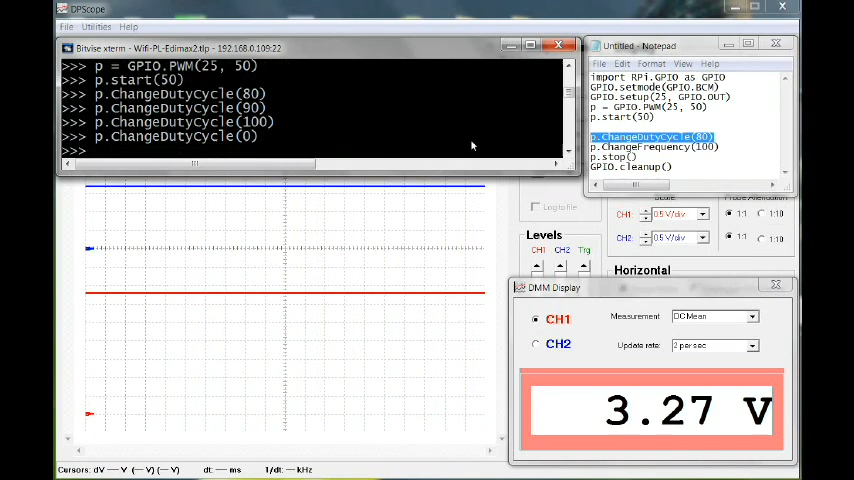 DPScope
File Utilities Help
Bitvise xterm - Wifi-PL-Edimax2.tlp - 192.168.0.109:22
>>> p = GPIO.PWM(25, 50)
>>> p.start(50)
>>> p.ChangeDutyCycle(80)
>>> p.ChangeDutyCycle(90)
>>> p.ChangeDutyCycle(100)
>>> p.ChangeDutyCycle(0)
>>>
Untitled - Notepad
File Edit Format View Help
import RPi.GPIO as GPIO
GPIO.setmode(GPIO.BCM)
GPIO.setup(25, GPIO.OUT)
p = GPIO.PWM(25, 50)
p.start(50)
p.ChangeDutyCycle(80)
p.ChangeFrequency(100)
p.stop()
GPIO.cleanup()
Log to file
CH1: 0.5 V/div 1:1 1:10
CH2: 0.5 V/div 1:1 1:10
Levels
CH1 CH2 Trg
Horizontal
DMM Display
CH1 Measurement DC Mean
CH2 Update rate: 2 per sec
3.27 V
Cursors: dV --- V (--- V) (--- V) dt: --- ms 1/dt: --- kHz